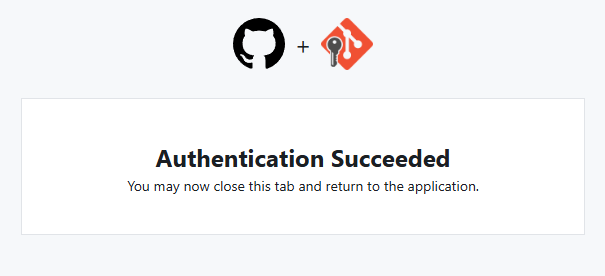 +
Authentication Succeeded
You may now close this tab and return to the application.